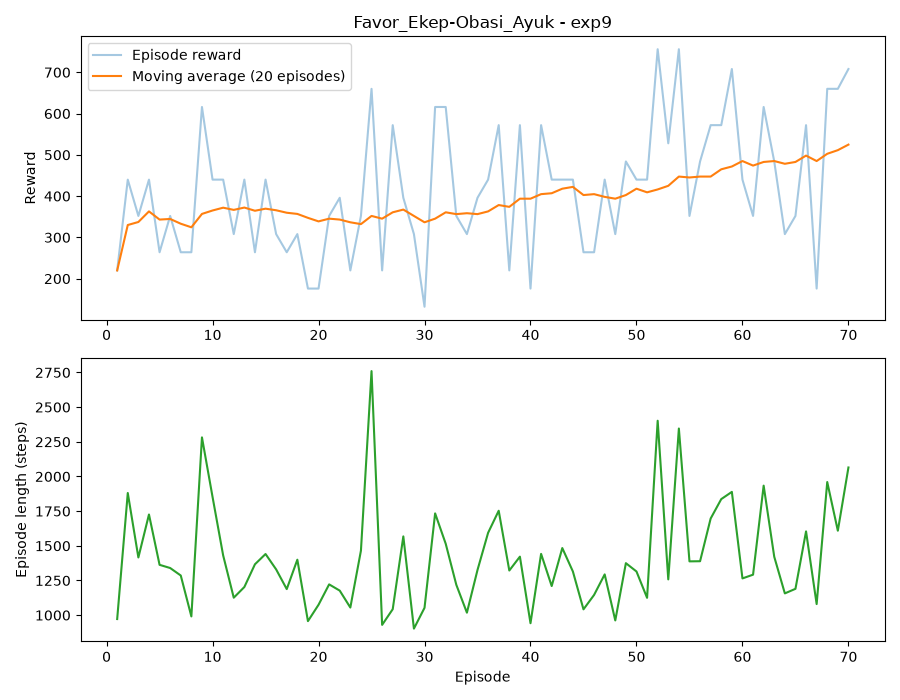 Favor_Ekep-Obasi_Ayuk - exp9
Episode reward
Moving average (20 episodes)
Reward
700
600
500
400
300
200
0 10 20 30 40 50 60 70
Episode length (steps)
2750
2500
2250
2000
1750
1500
1250
1000
0 10 20 30 40 50 60 70
Episode